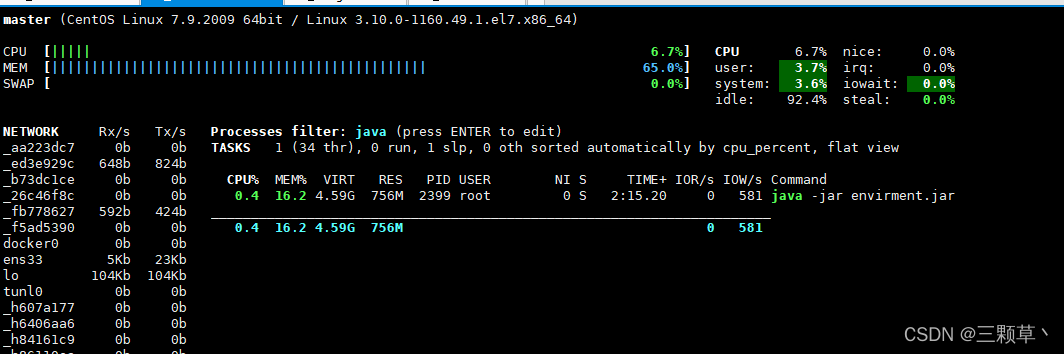 master (CentOS Linux 7.9.2009 64bit / Linux 3.10.0-1160.49.1.el7.x86_64)
CPU [||||| 6.7%] CPU 6.7% nice: 0.0%
MEM [||||||||||||||||||||||||||||||||||||||||||||||| 65.0%] user: 3.7% irq: 0.0%
SWAP [ 0.0%] system: 3.6% iowait: 0.0%
idle: 92.4% steal: 0.0%
NETWORK Rx/s Tx/s Processes filter: java (press ENTER to edit)
_aa223dc7 0b 0b TASKS 1 (34 thr), 0 run, 1 slp, 0 oth sorted automatically by cpu_percent, flat view
_ed3e929c 648b 824b
_b73dc1ce 0b 0b CPU% MEM% VIRT RES PID USER NI S TIME+ IOR/s IOW/s Command
_26c46f8c 0b 0b 0.4 16.2 4.59G 756M 2399 root 0 S 2:15.20 0 581 java -jar envirment.jar
_fb778627 592b 424b
_f5ad5390 0b 0b 0.4 16.2 4.59G 756M 0 581
docker0 0b 0b
ens33 5Kb 23Kb
lo 104Kb 104Kb
tunl0 0b 0b
_h607a177 0b 0b
_h6406aa6 0b 0b
_h84161c9 0b 0b
CSDN @三颗草丶